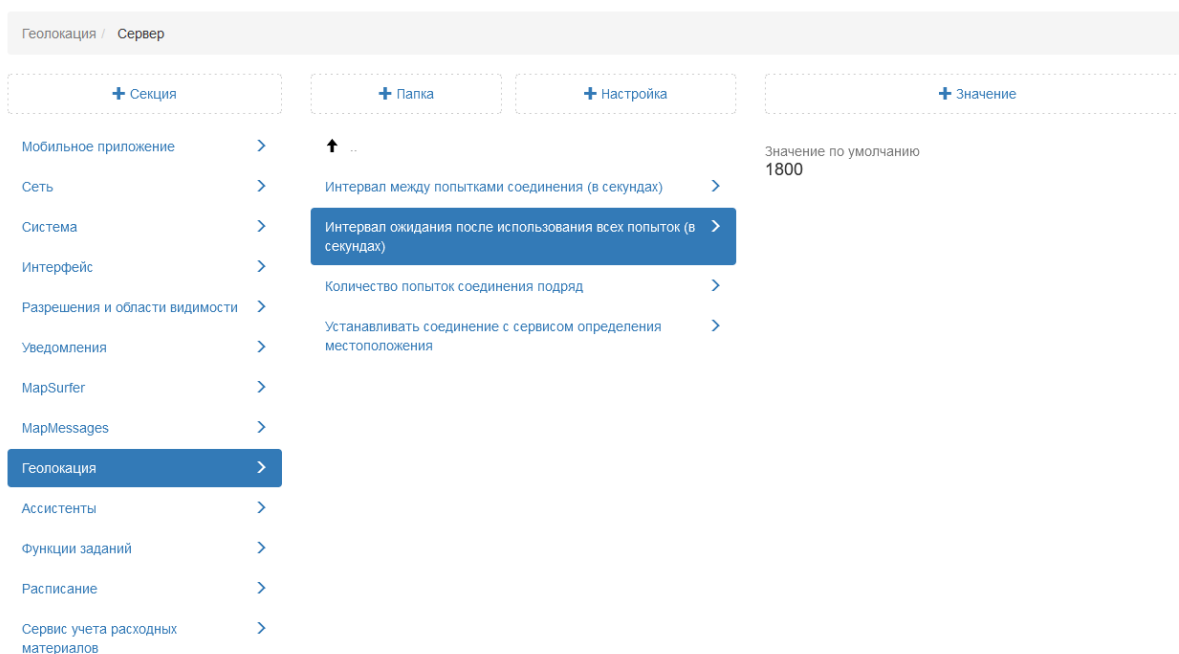 Геолокация / Сервер
+ Секция
Мобильное приложение
Сеть
Система
Интерфейс
Разрешения и области видимости
Уведомления
MapSurfer
MapMessages
Геолокация
Ассистенты
Функции заданий
Расписание
Сервис учета расходных
материалов
+ Папка
+ Настройка
..
Интервал между попытками соединения (в секундах)
Интервал ожидания после использования всех попыток (в
секундах)
Количество попыток соединения подряд
Устанавливать соединение с сервисом определения
местоположения
+ Значение
Значение по умолчанию
1800